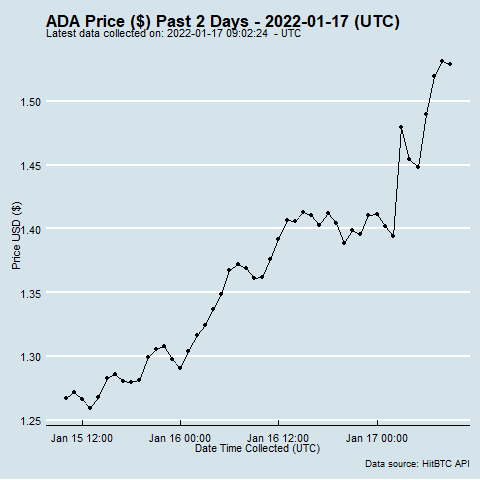 ADA Price ($) Past 2 Days - 2022-01-17 (UTC)
Latest data collected on: 2022-01-17 09:02:24 - UTC
Price USD ($)
1.50
1.45
1.40
1.35
1.30
1.25
Jan 15 12:00 Jan 16 00:00 Jan 16 12:00 Jan 17 00:00
Date Time Collected (UTC)
Data source: HitBTC API